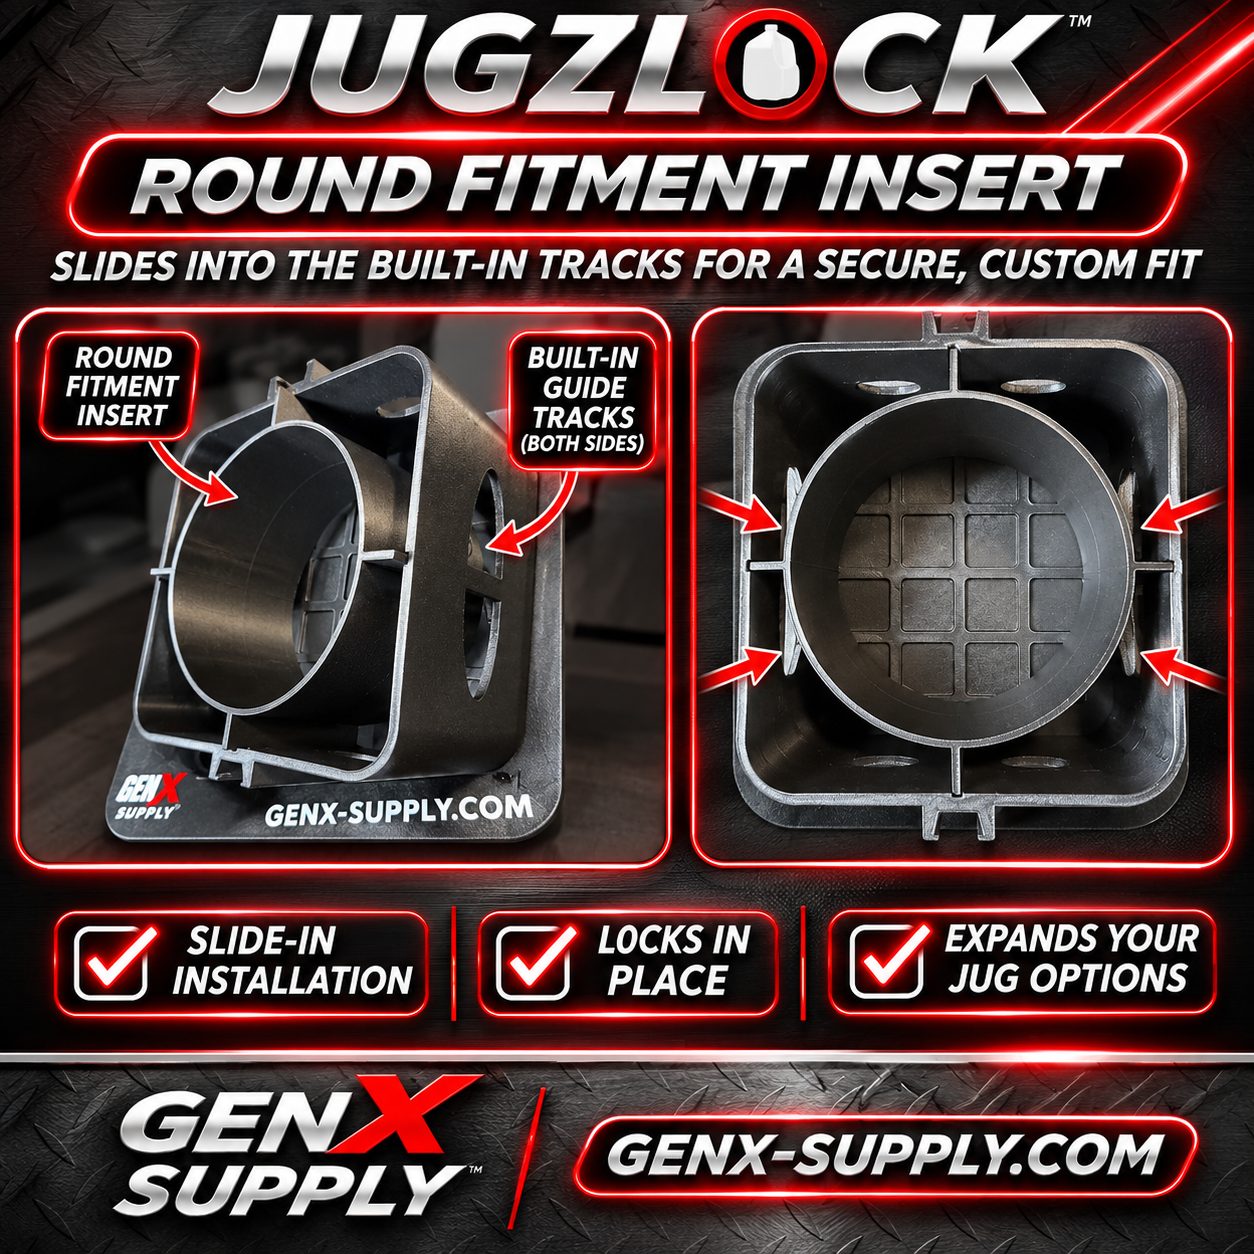 JUGZLOCK™
ROUND FITMENT INSERT
SLIDES INTO THE BUILT-IN TRACKS FOR A SECURE, CUSTOM FIT
ROUND
FITMENT
INSERT
BUILT-IN
GUIDE
TRACKS
(BOTH SIDES)
GENX
SUPPLY®
GENX-SUPPLY.COM
SLIDE-IN
INSTALLATION
LOCKS IN
PLACE
EXPANDS YOUR
JUG OPTIONS
GENX
SUPPLY™
GENX-SUPPLY.COM